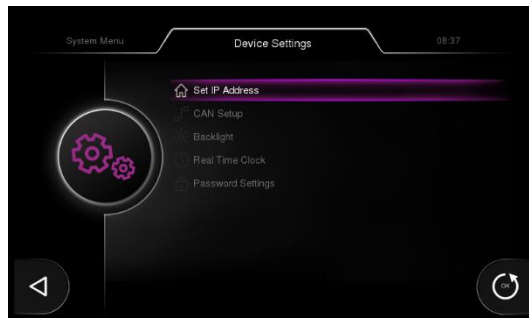 System Menu
Device Settings
08:37
Set IP Address
CAN Setup
Backlight
Real Time Clock
Password Settings
OK